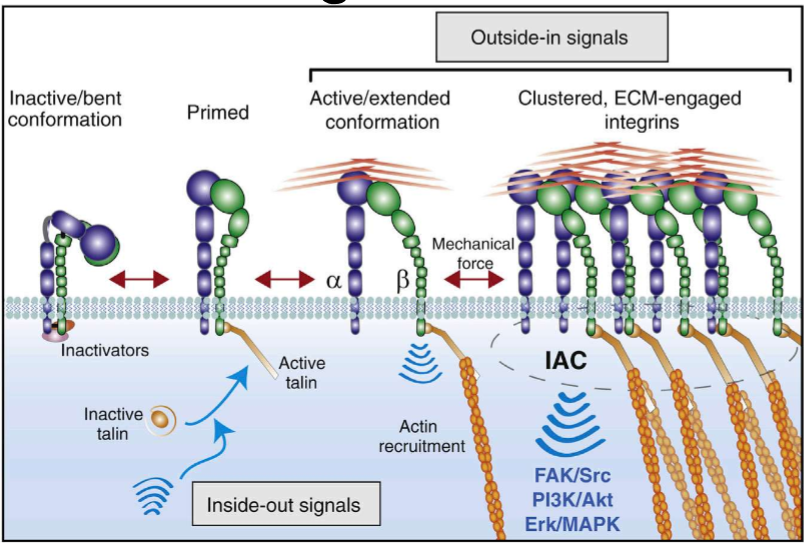 Outside-in signals
Inactive/bent
conformation
Primed
Active/extended
conformation
Clustered, ECM-engaged
integrins
Mechanical
force
α
β
Inactivators
Active
talin
Inactive
talin
Actin
recruitment
IAC
Inside-out signals
FAK/Src
PI3K/Akt
Erk/MAPK